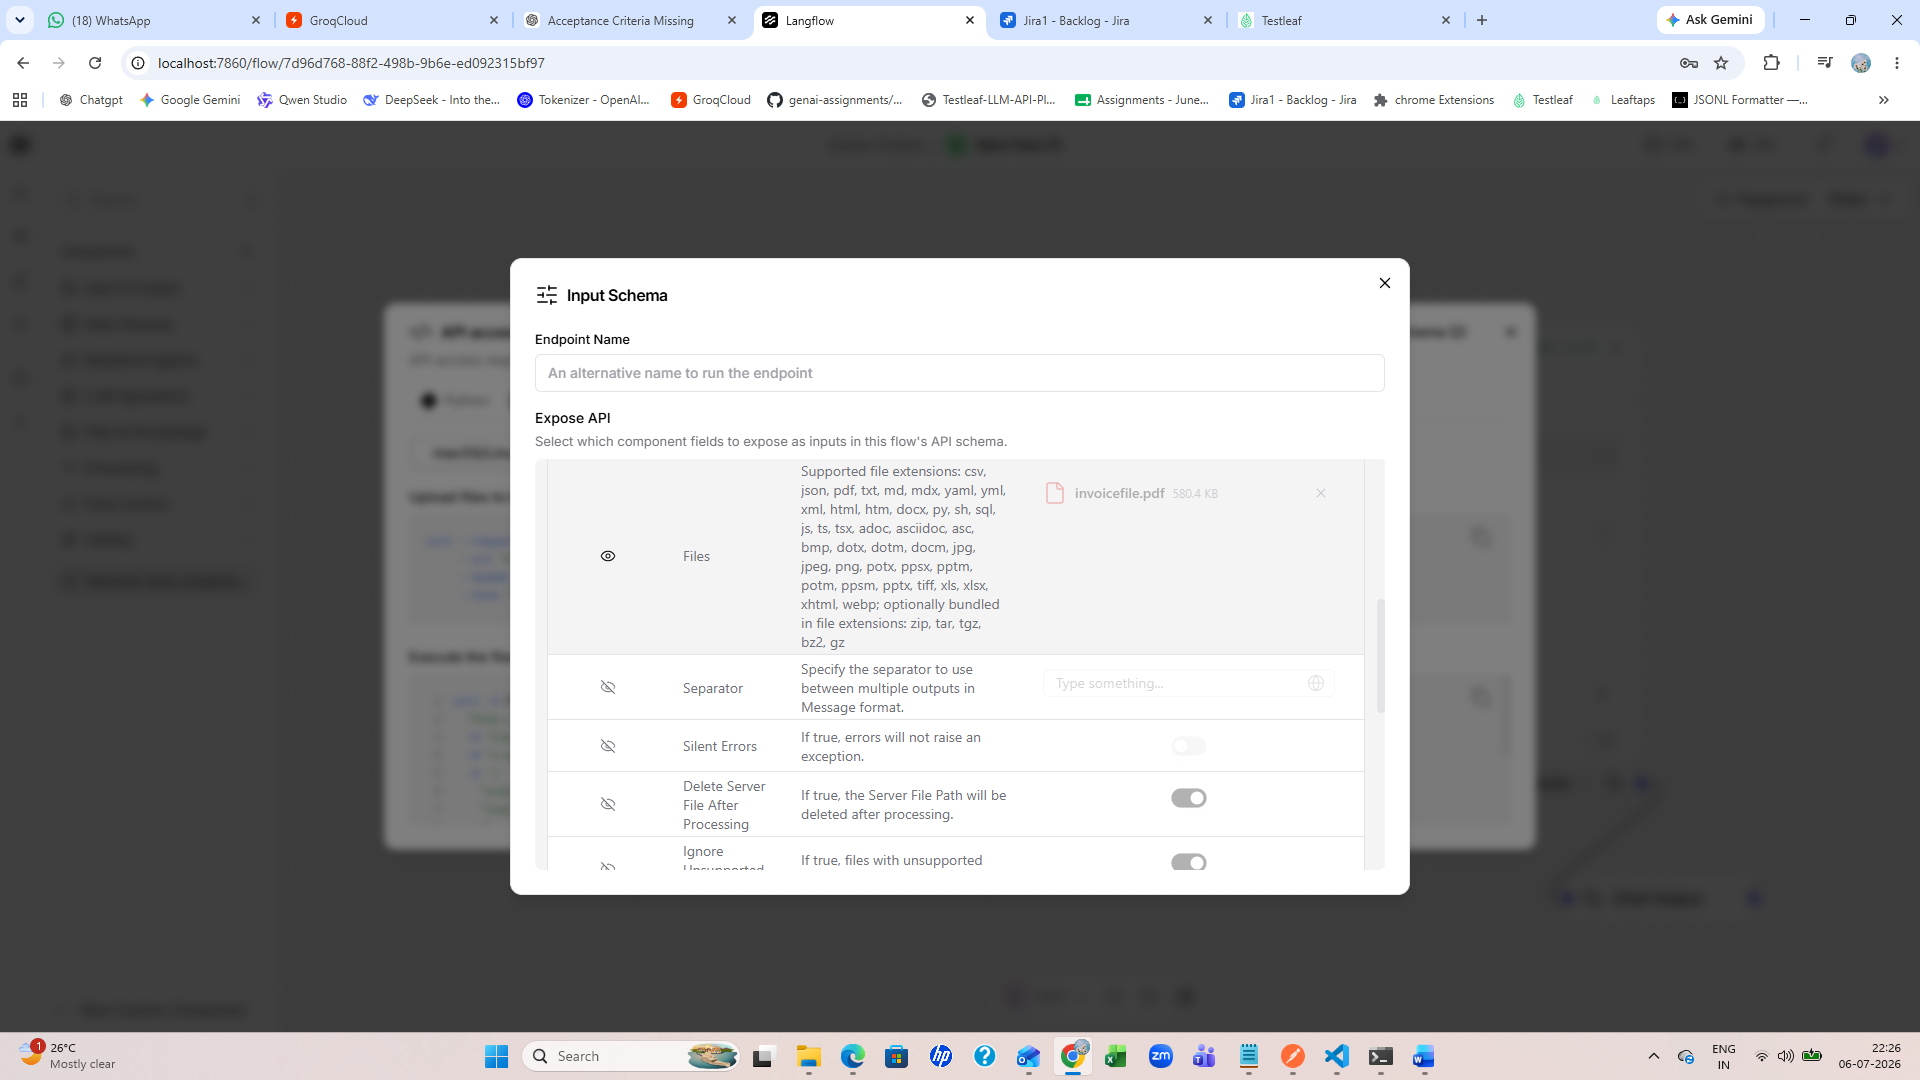 (18) WhatsApp
GroqCloud
Acceptance Criteria Missing
Langflow
Jira1 - Backlog - Jira
Testleaf
Ask Gemini
localhost:7860/flow/7d96d768-88f2-498b-9b6e-ed092315bf97
Chatgpt
Google Gemini
Qwen Studio
DeepSeek - Into the...
Tokenizer - OpenAI...
GroqCloud
genai-assignments/...
Testleaf-LLM-API-Pl...
Assignments - June...
Jira1 - Backlog - Jira
chrome Extensions
Testleaf
Leaftaps
JSONL Formatter —...
Input Schema
Endpoint Name
An alternative name to run the endpoint
Expose API
Select which component fields to expose as inputs in this flow's API schema.
Files
Supported file extensions: csv,
json, pdf, txt, md, mdx, yaml, yml,
xml, html, htm, docx, py, sh, sql,
js, ts, tsx, adoc, asciidoc, asc,
bmp, dotx, dotm, docm, jpg,
jpeg, png, potx, ppsx, pptm,
potm, ppsm, pptx, tiff, xls, xlsx,
xhtml, webp; optionally bundled
in file extensions: zip, tar, tgz,
bz2, gz
invoicefile.pdf 580.4 KB
Separator
Specify the separator to use
between multiple outputs in
Message format.
Type something...
Silent Errors
If true, errors will not raise an
exception.
Delete Server
File After
Processing
If true, the Server File Path will be
deleted after processing.
Ignore
Unsupported
If true, files with unsupported
1
26°C
Mostly clear
Search
ENG
IN
22:26
06-07-2026